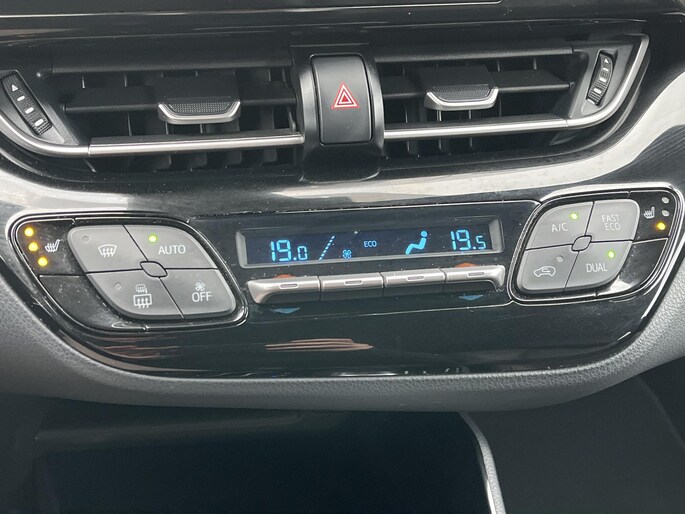 19.0 ECO 19.5
AUTO
OFF
A/C
FAST
ECO
DUAL